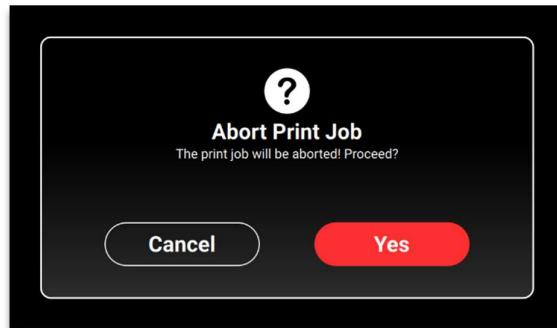 ?
Abort Print Job
The print job will be aborted! Proceed?
Cancel Yes